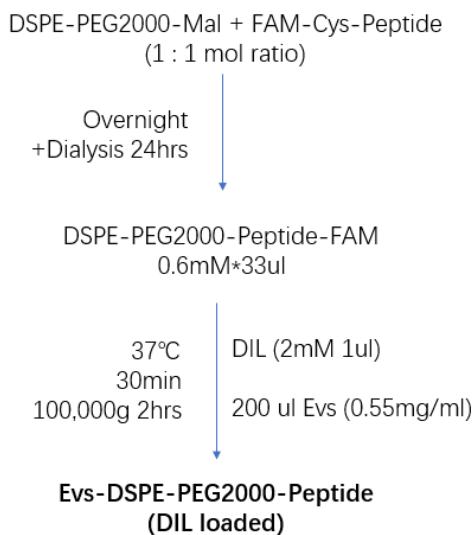 DSPE-PEG2000-Mal + FAM-Cys-Peptide
(1 : 1 mol ratio)
Overnight
+Dialysis 24hrs
DSPE-PEG2000-Peptide-FAM
0.6mM*33ul
37℃
30min
100,000g 2hrs
DIL (2mM 1ul)
200 ul Evs (0.55mg/ml)
Evs-DSPE-PEG2000-Peptide
(DIL loaded)